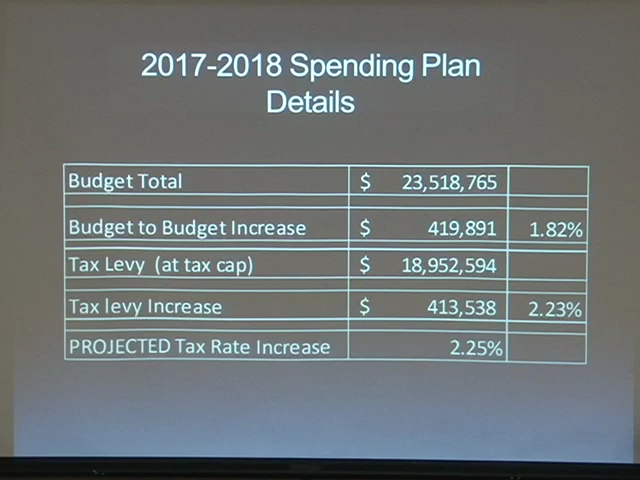 2017-2018 Spending Plan
Details
Budget Total $ 23,518,765
Budget to Budget Increase $ 419,891 1.82%
Tax Levy (at tax cap) $ 18,952,594
Tax levy Increase $ 413,538 2.23%
PROJECTED Tax Rate Increase 2.25%